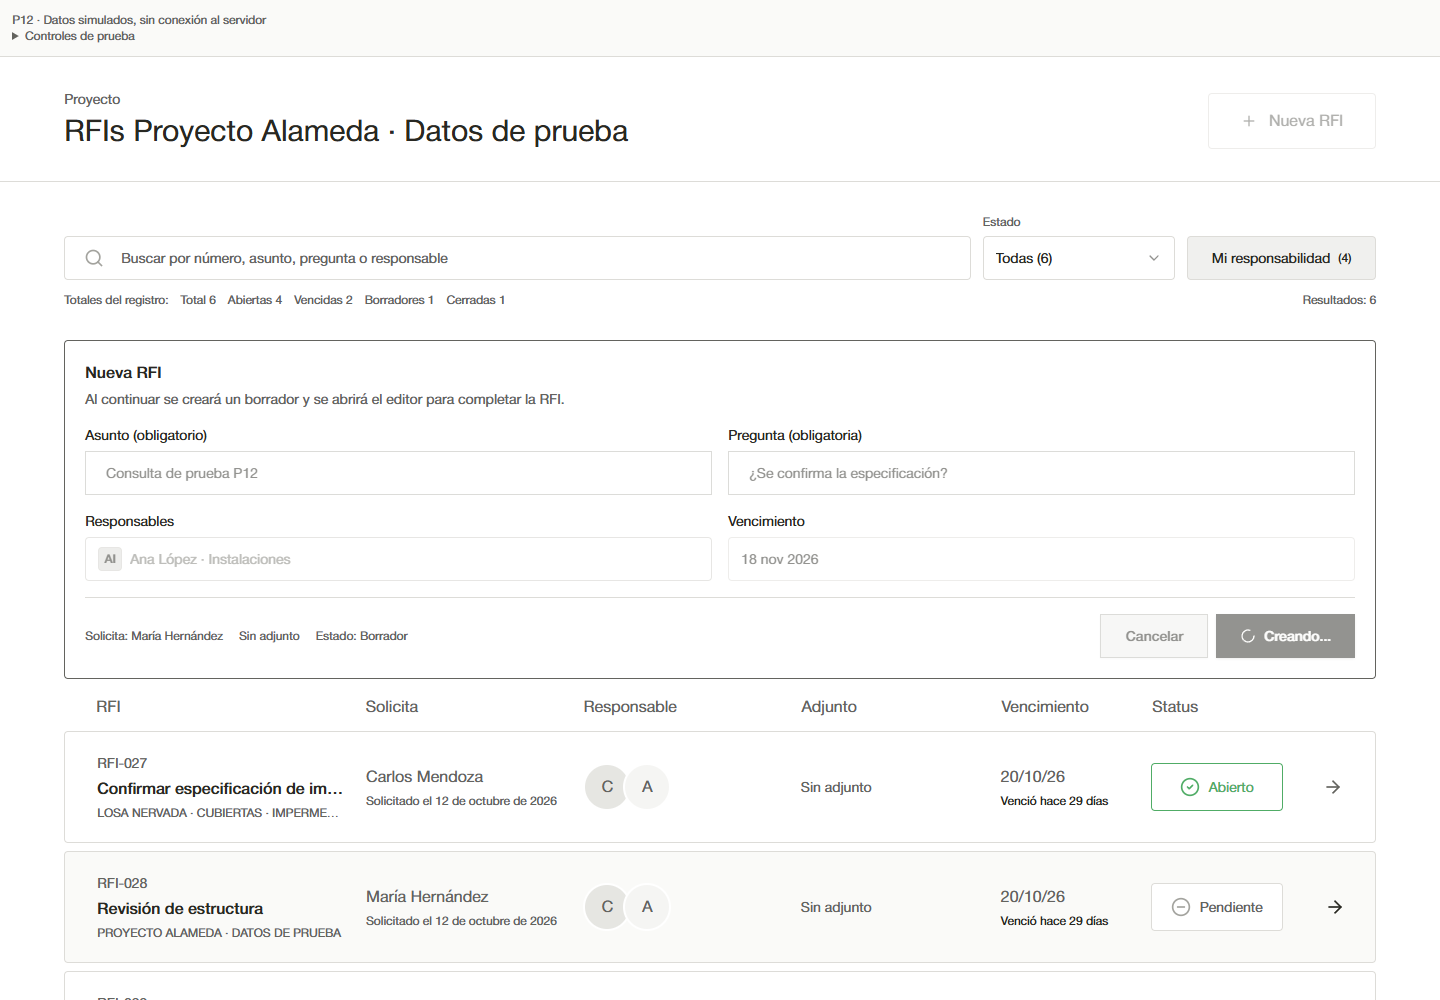 P12 · Datos simulados, sin conexión al servidor
Controles de prueba
Proyecto
RFIs Proyecto Alameda · Datos de prueba
Nueva RFI
Estado
Buscar por número, asunto, pregunta o responsable
Todas (6)
Mi responsabilidad (4)
Totales del registro: Total 6 Abiertas 4 Vencidas 2 Borradores 1 Cerradas 1
Resultados: 6
Nueva RFI
Al continuar se creará un borrador y se abrirá el editor para completar la RFI.
Asunto (obligatorio)
Pregunta (obligatoria)
Consulta de prueba P12
¿Se confirma la especificación?
Responsables
Vencimiento
Al Ana López · Instalaciones
18 nov 2026
Solicita: María Hernández Sin adjunto Estado: Borrador
Cancelar
Creando...
RFI Solicita Responsable Adjunto Vencimiento Status
RFI-027
Confirmar especificación de im...
LOSA NERVADA · CUBIERTAS · IMPERME...
Carlos Mendoza
Solicitado el 12 de octubre de 2026
C A
Sin adjunto
20/10/26
Venció hace 29 días
Abierto
RFI-028
Revisión de estructura
PROYECTO ALAMEDA · DATOS DE PRUEBA
María Hernández
Solicitado el 12 de octubre de 2026
C A
Sin adjunto
20/10/26
Venció hace 29 días
Pendiente